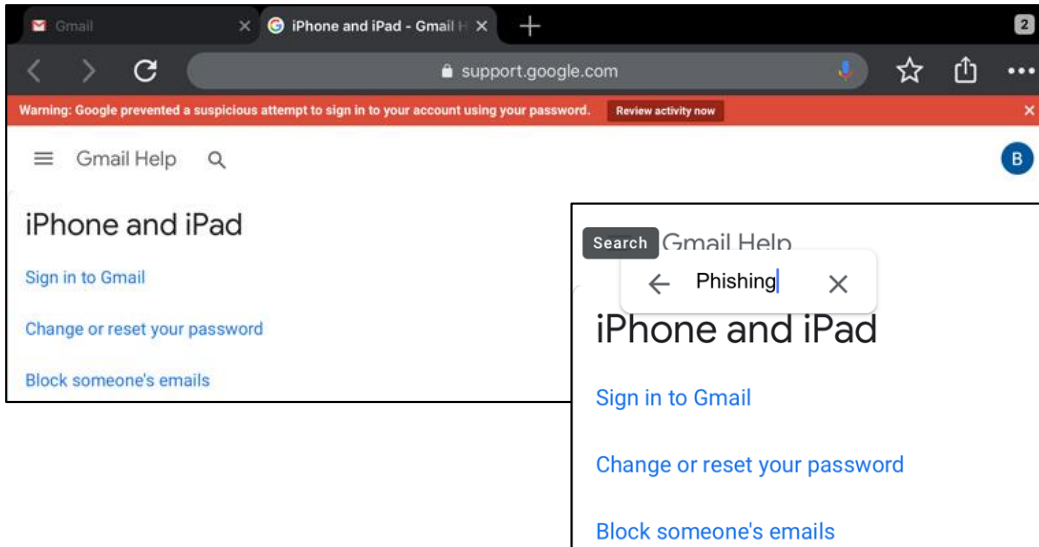 Gmail
iPhone and iPad - Gmail H
2
support.google.com
Warning: Google prevented a suspicious attempt to sign in to your account using your password. Review activity now
Gmail Help
B
iPhone and iPad
Sign in to Gmail
Change or reset your password
Block someone's emails
Search Gmail Help
Phishing
iPhone and iPad
Sign in to Gmail
Change or reset your password
Block someone's emails